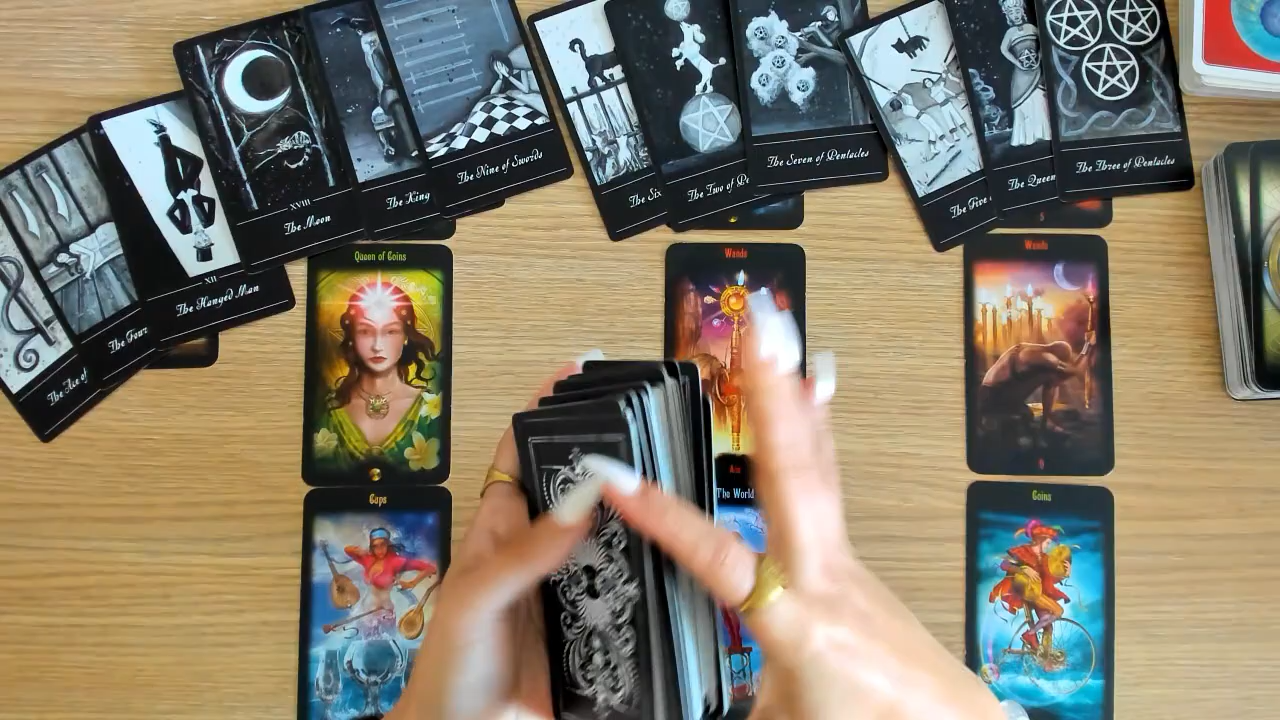 The Ace of
The Four
XII
The Hanged Man
XVIII
The Moon
The King
The Nine of Swords
The Six
The Two of Pe
The Seven of Pentacles
The Five
The Queen
The Three of Pentacles
5
Queen of Coins
Wands
Wands
Ace
The World
9
Cups
Coins